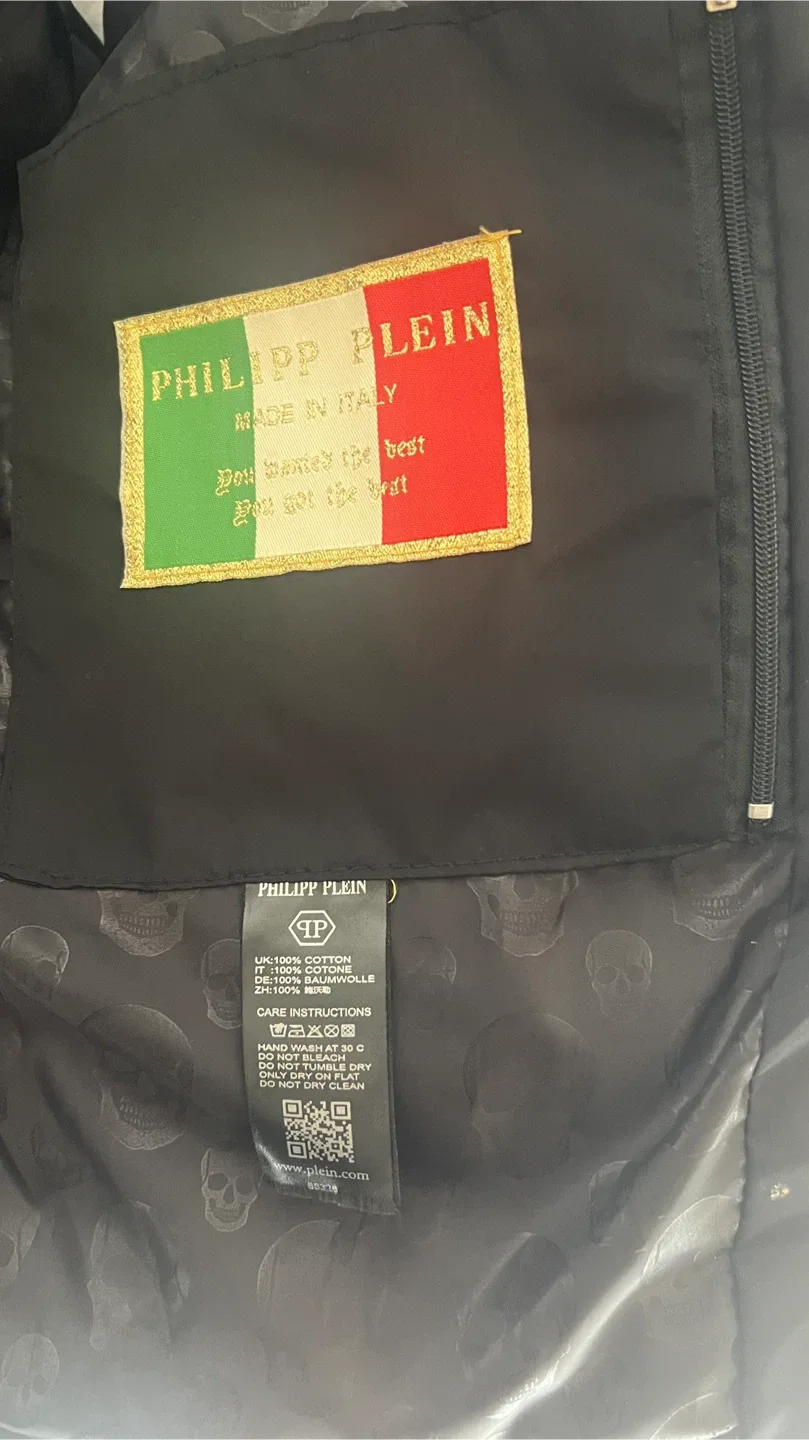 PHILIPP PLEIN
MADE IN ITALY
You wanted the best
You got the best
PHILIPP PLEIN
UK:100% COTTON
IT :100% COTONE
DE:100% BAUMWOLLE
ZH:100%
CARE INSTRUCTIONS
HAND WASH AT 30 C
DO NOT BLEACH
DO NOT TUMBLE DRY
ONLY DRY ON FLAT
DO NOT DRY CLEAN
www.plein.com